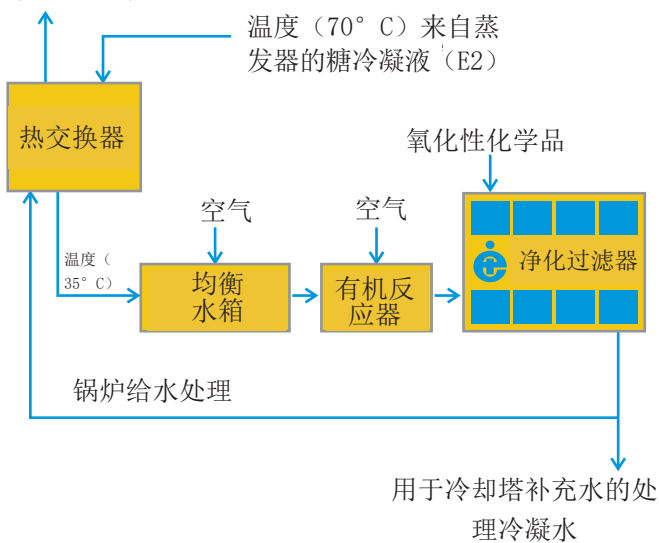 温度（70° C）来自蒸
发器的糖冷凝液（E2）
热交换器
氧化性化学品
空气
空气
温度（
35° C）
均衡
水箱
有机反
应器
净化过滤器
锅炉给水处理
用于冷却塔补充水的处
理冷凝水